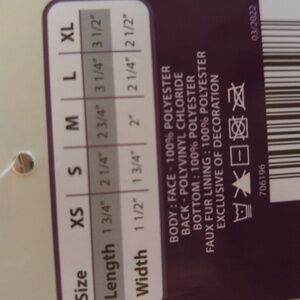 Size XS S M L XL
Length 1 3/4" 2 1/4" 2 3/4" 3 1/4" 3 1/2"
Width 1 1/2" 1 3/4" 2" 2 1/4" 2 1/2"
BODY : FACE - 100% POLYESTER
BACK - POLY VINYL CHLORIDE
BOTTOM : 100% POLYESTER
FAUX FUR LINING : 100% POLYESTER
EXCLUSIVE OF DECORATION
706196
03/2022